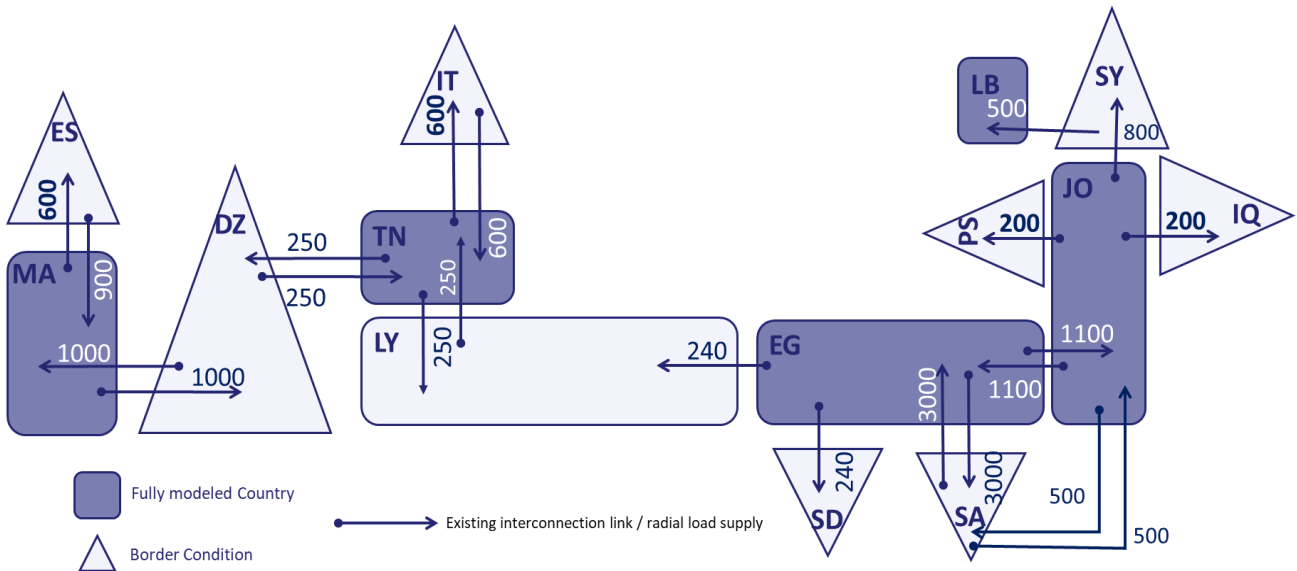 ES
600
900
MA
1000
1000
DZ
250
250
IT
600
600
TN
250
250
LY
240
EG
1100
1100
3000
3000
240
SD
SA
500
500
LB
500
SY
800
JO
PS
200
200
IQ
Fully modeled Country
Border Condition
Existing interconnection link / radial load supply